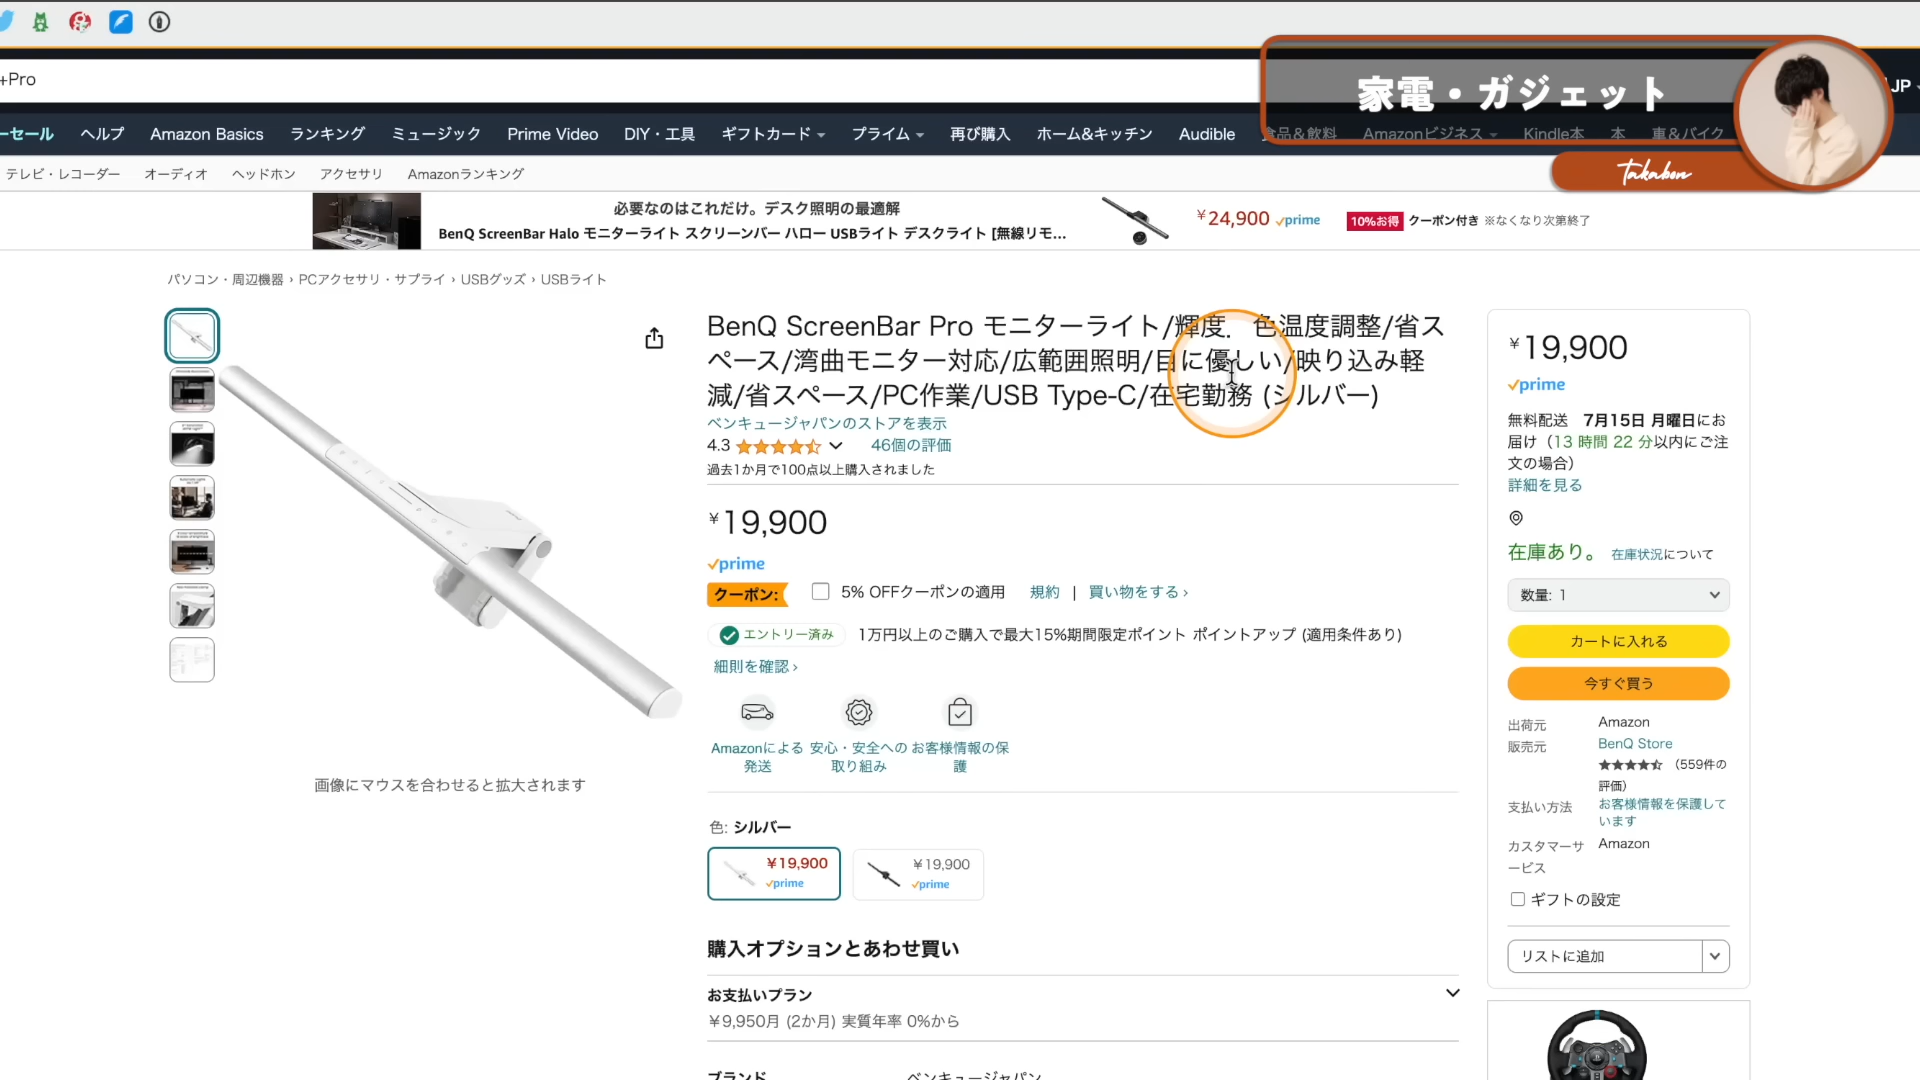 +Pro
家電・ガジェット
JP
ーセール ヘルプ Amazon Basics ランキング ミュージック Prime Video DIY・工具 ギフトカード プライム 再び購入 ホーム&キッチン Audible 食品&飲料 Amazonビジネス Kindle本 本 車&バイク
Takabon
テレビ・レコーダー オーディオ ヘッドホン アクセサリ Amazonランキング
必要なのはこれだけ。デスク照明の最適解
BenQ ScreenBar Halo モニターライト スクリーンバー ハロー USBライト デスクライト [無線リモ...
¥24,900 prime
10%お得 クーポン付き ※なくなり次第終了
パソコン・周辺機器 › PCアクセサリ・サプライ › USBグッズ › USBライト
BenQ ScreenBar Pro モニターライト/輝度．色温度調整/省ス
ペース/湾曲モニター対応/広範囲照明/目に優しい/映り込み軽
減/省スペース/PC作業/USB Type-C/在宅勤務 (シルバー)
ベンキュージャパンのストアを表示
4.3 46個の評価
過去1か月で100点以上購入されました
¥19,900
prime
クーポン: 5% OFFクーポンの適用 規約 | 買い物をする ›
エントリー済み 1万円以上のご購入で最大15%期間限定ポイント ポイントアップ (適用条件あり)
細則を確認 ›
Amazonによる発送
安心・安全への取り組み
お客様情報の保護
画像にマウスを合わせると拡大されます
色: シルバー
¥19,900
prime
¥19,900
prime
購入オプションとあわせ買い
お支払いプラン
¥9,950月 (2か月) 実質年率 0%から
ブランド ベンキュージャパン
¥19,900
prime
無料配送 7月15日 月曜日にお
届け（13 時間 22 分以内にご注
文の場合）
詳細を見る
在庫あり。 在庫状況について
数量: 1
カートに入れる
今すぐ買う
出荷元 Amazon
販売元 BenQ Store
（559件の
評価)
支払い方法 お客様情報を保護して
います
カスタマーサ Amazon
ービス
ギフトの設定
リストに追加